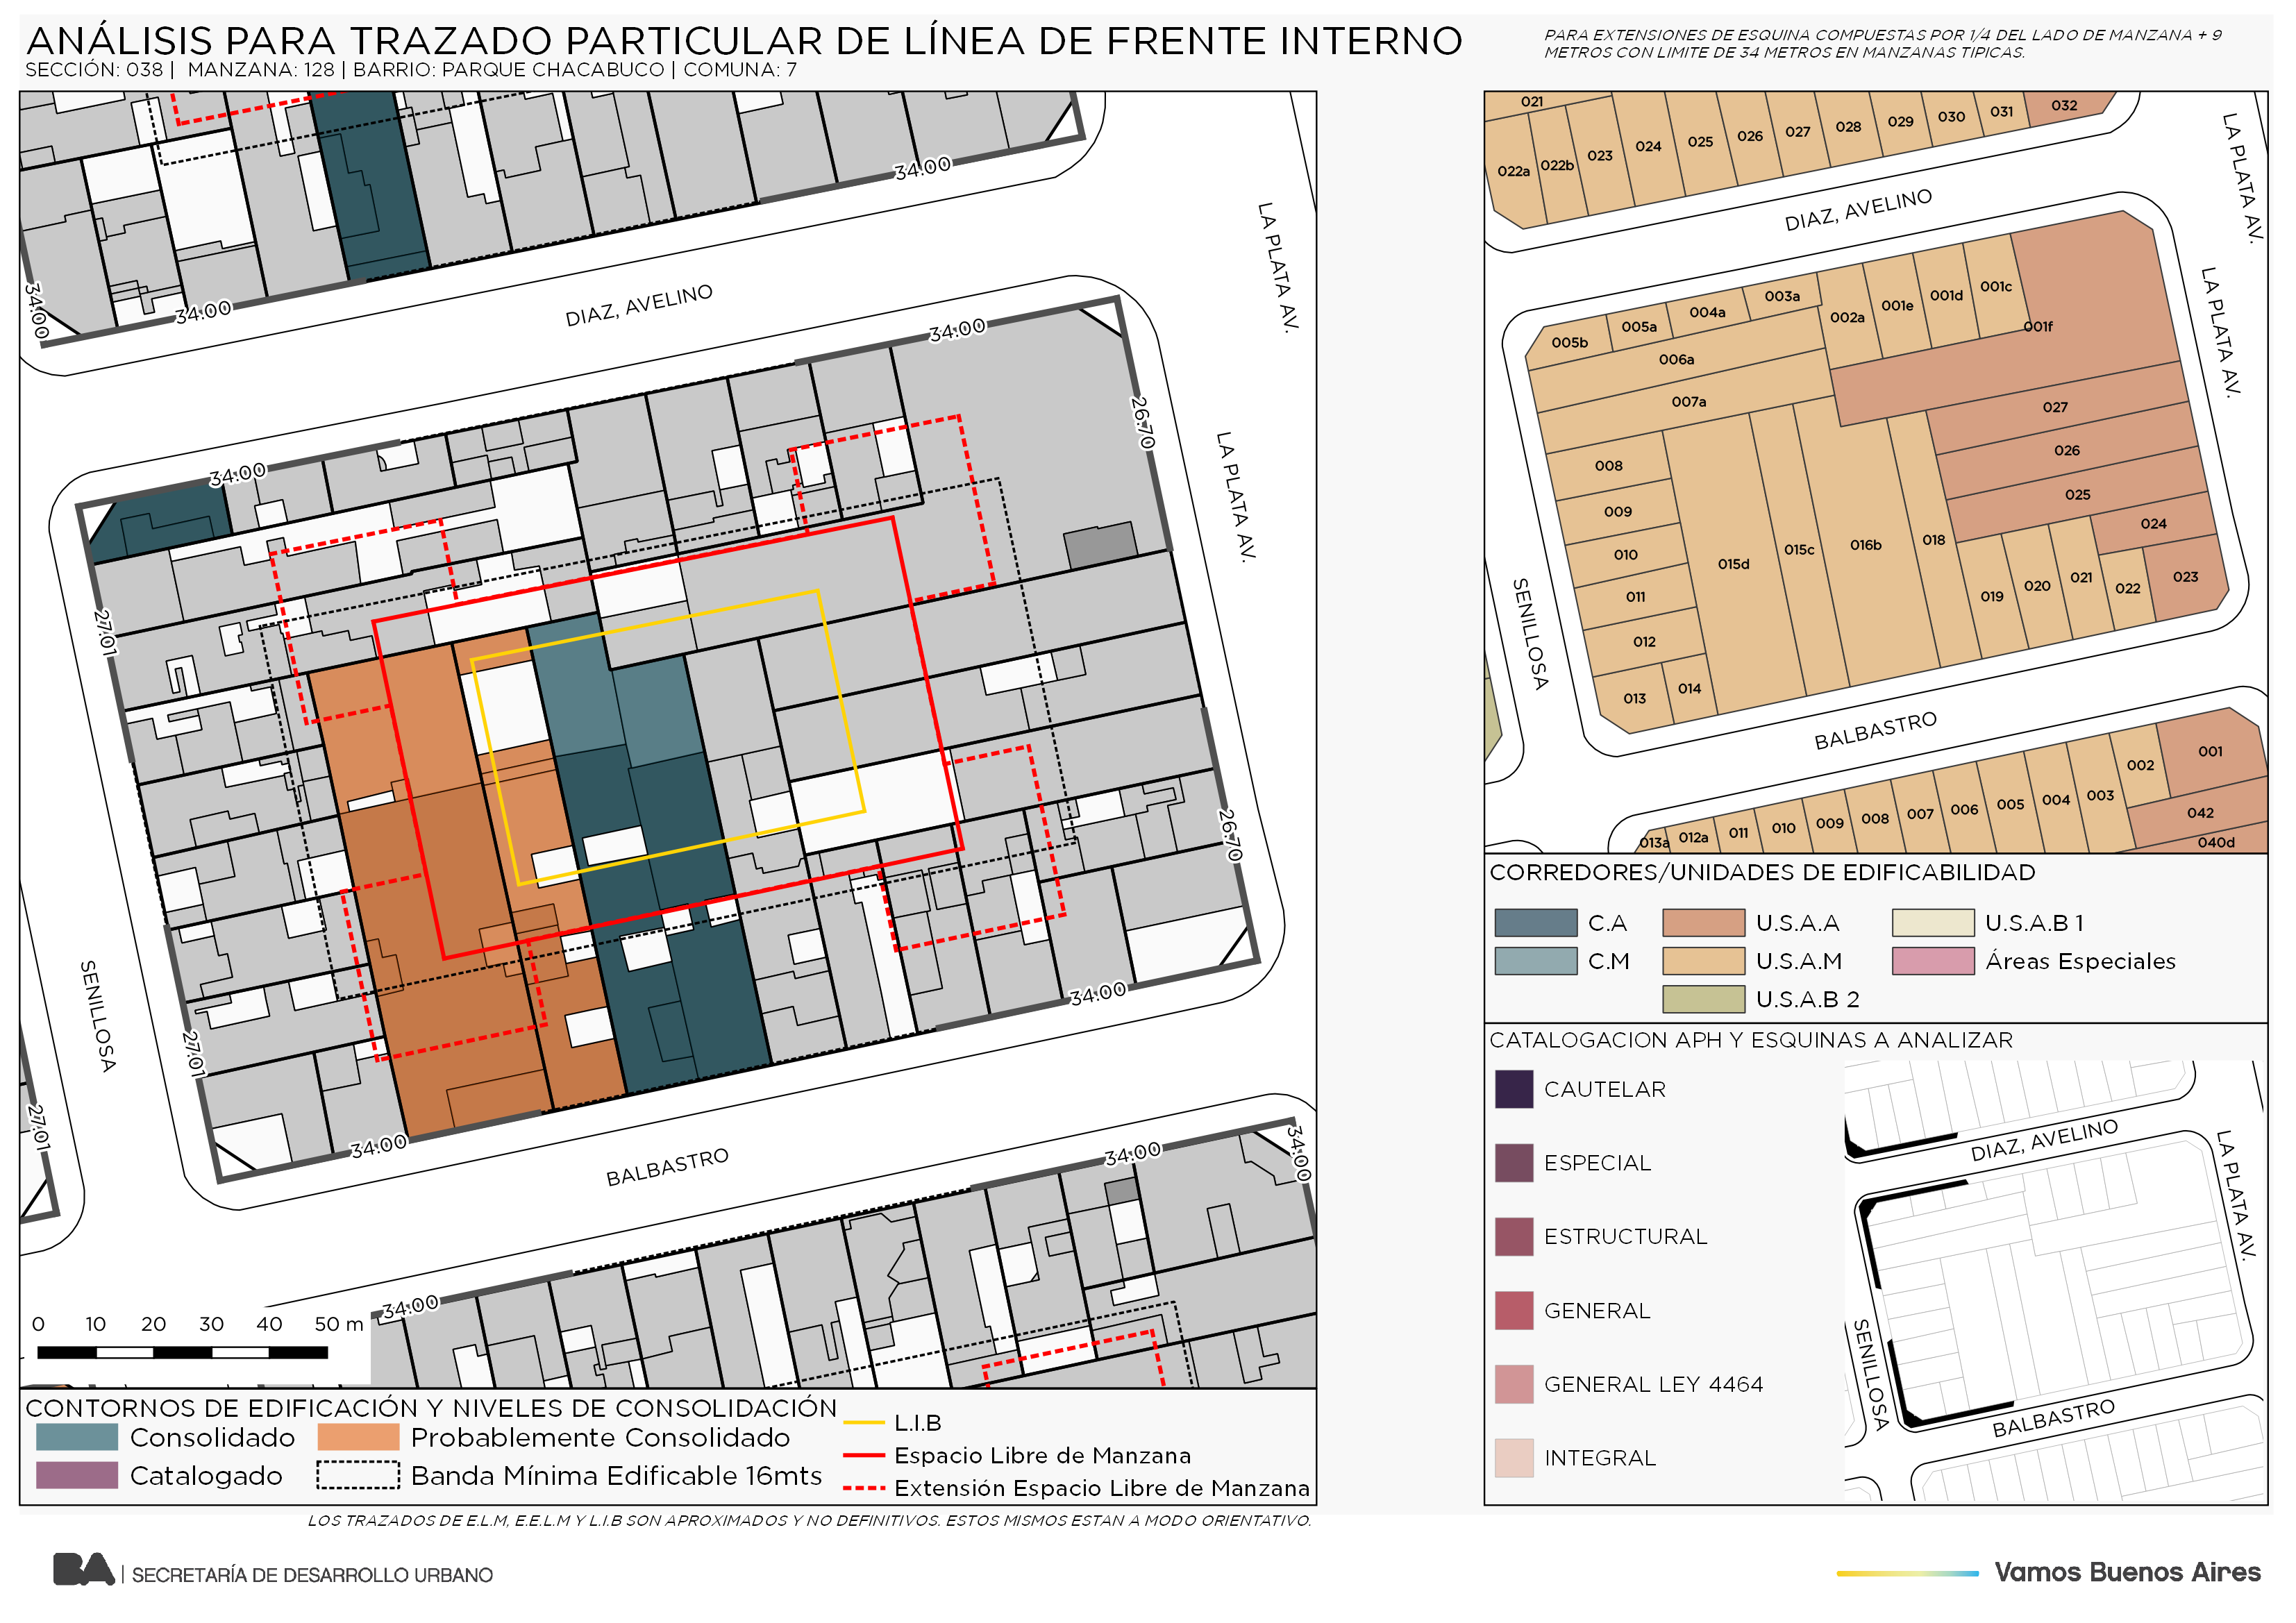 ANÁLISIS PARA TRAZADO PARTICULAR DE LÍNEA DE FRENTE INTERNO
SECCIÓN: 038 | MANZANA: 128 | BARRIO: PARQUE CHACABUCO | COMUNA: 7
PARA EXTENSIONES DE ESQUINA COMPUESTAS POR 1/4 DEL LADO DE MANZANA + 9
METROS CON LIMITE DE 34 METROS EN MANZANAS TIPICAS.
34.00
34.00
34.00
DIAZ, AVELINO
LA PLATA AV.
34.00
34.00
26.70
LA PLATA AV.
27.01
26.70
SENILLOSA
27.01
34.00
34.00
BALBASTRO
27.01
34.00
34.00
34.00
0 10 20 30 40 50 m
CONTORNOS DE EDIFICACIÓN Y NIVELES DE CONSOLIDACIÓN
Consolidado
Probablemente Consolidado
Catalogado
Banda Mínima Edificable 16mts
L.I.B
Espacio Libre de Manzana
Extensión Espacio Libre de Manzana
LOS TRAZADOS DE E.L.M, E.E.L.M Y L.I.B SON APROXIMADOS Y NO DEFINITIVOS. ESTOS MISMOS ESTAN A MODO ORIENTATIVO.
021
022a
022b
023
024
025
026
027
028
029
030
031
032
LA PLATA AV.
DIAZ, AVELINO
LA PLATA AV.
005b
005a
004a
003a
002a
001e
001d
001c
001f
006a
007a
027
026
025
024
023
008
009
010
011
012
013
014
015d
015c
016b
018
019
020
021
022
SENILLOSA
BALBASTRO
013a
012a
011
010
009
008
007
006
005
004
003
002
001
042
040d
CORREDORES/UNIDADES DE EDIFICABILIDAD
C.A
U.S.A.A
U.S.A.B 1
C.M
U.S.A.M
Áreas Especiales
U.S.A.B 2
CATALOGACION APH Y ESQUINAS A ANALIZAR
CAUTELAR
ESPECIAL
ESTRUCTURAL
GENERAL
GENERAL LEY 4464
INTEGRAL
DIAZ, AVELINO
LA PLATA AV.
SENILLOSA
BALBASTRO
BA | SECRETARÍA DE DESARROLLO URBANO
Vamos Buenos Aires